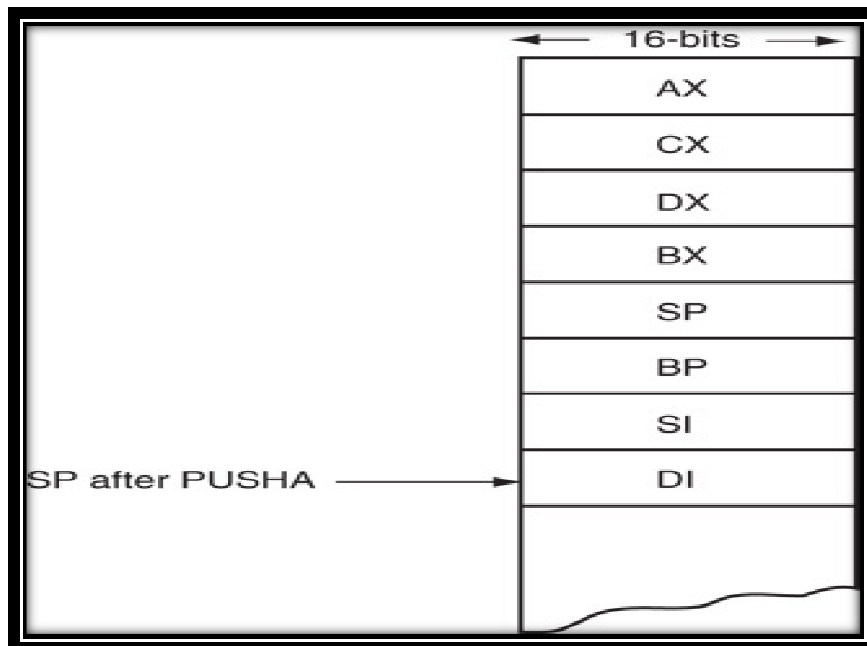 16-bits
AX
CX
DX
BX
SP
BP
SI
SP after PUSHA
DI